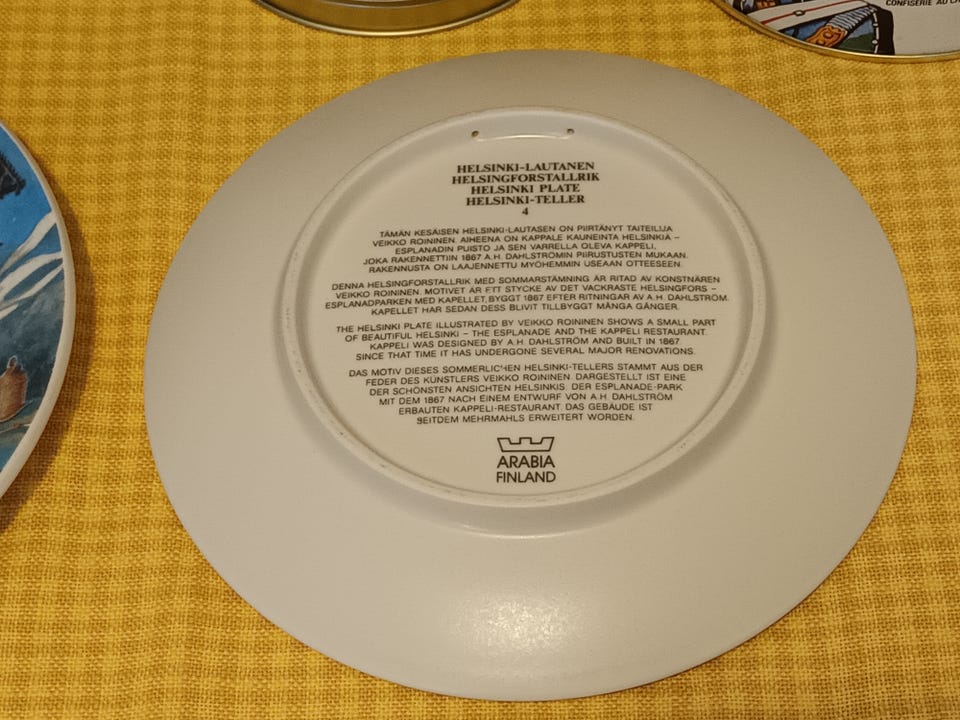 CONFISERIE AU
HELSINKI-LAUTANEN
HELSINGFORSTALLRIK
HELSINKI PLATE
HELSINKI-TELLER
4
TÄMÄN KESÄISEN HELSINKI-LAUTASEN ON PIIRTÄNYT TAITEILIJA
VEIKKO ROININEN. AIHEENA ON KAPPALE KAUNEINTA HELSINKIÄ –
ESPLANADIN PUISTO JA SEN VARRELLA OLEVA KAPPELI,
JOKA RAKENNETTIIN 1867 A.H. DAHLSTRÖMIN PIIRUSTUSTEN MUKAAN.
RAKENNUSTA ON LAAJENNETTU MYÖHEMMIN USEAAN OTTEESEEN.
DENNA HELSINGFORSTALLRIK MED SOMMARSTÄMNING ÄR RITAD AV KONSTNÄREN
VEIKKO ROININEN. MOTIVET ÄR ETT STYCKE AV DET VACKRASTE HELSINGFORS –
ESPLANADPARKEN MED KAPELLET, BYGGT 1867 EFTER RITNINGAR AV A.H. DAHLSTRÖM.
KAPELLET HAR SEDAN DESS BLIVIT TILLBYGGT MÅNGA GÅNGER.
THE HELSINKI PLATE ILLUSTRATED BY VEIKKO ROININEN SHOWS A SMALL PART
OF BEAUTIFUL HELSINKI – THE ESPLANADE AND THE KAPPELI RESTAURANT.
KAPPELI WAS DESIGNED BY A.H. DAHLSTRÖM AND BUILT IN 1867
SINCE THAT TIME IT HAS UNDERGONE SEVERAL MAJOR RENOVATIONS.
DAS MOTIV DIESES SOMMERLICHEN HELSINKI-TELLERS STAMMT AUS DER
FEDER DES KÜNSTLERS VEIKKO ROININEN. DARGESTELLT IST EINE
DER SCHÖNSTEN ANSICHTEN HELSINKIS. DER ESPLANADE-PARK
MIT DEM 1867 NACH EINEM ENTWURF VON A.H. DAHLSTRÖM
ERBAUTEN KAPPELI-RESTAURANT. DAS GEBÄUDE IST
SEITDEM MEHRMAHLS ERWEITERT WORDEN.
ARABIA
FINLAND